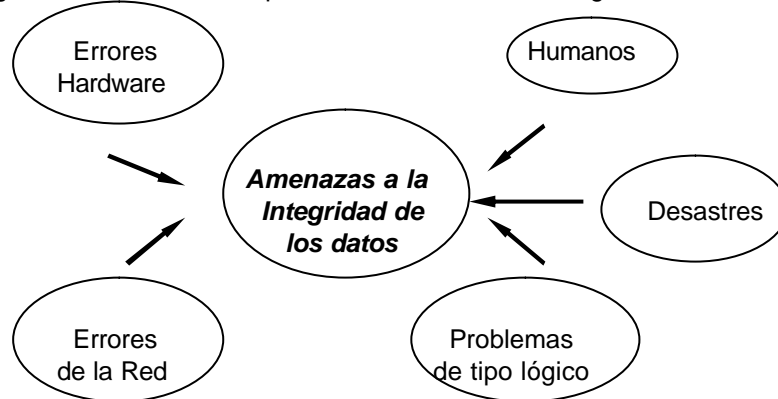 Errores
Hardware
Humanos
Amenazas a la
Integridad de
los datos
Desastres
Errores
de la Red
Problemas
de tipo lógico